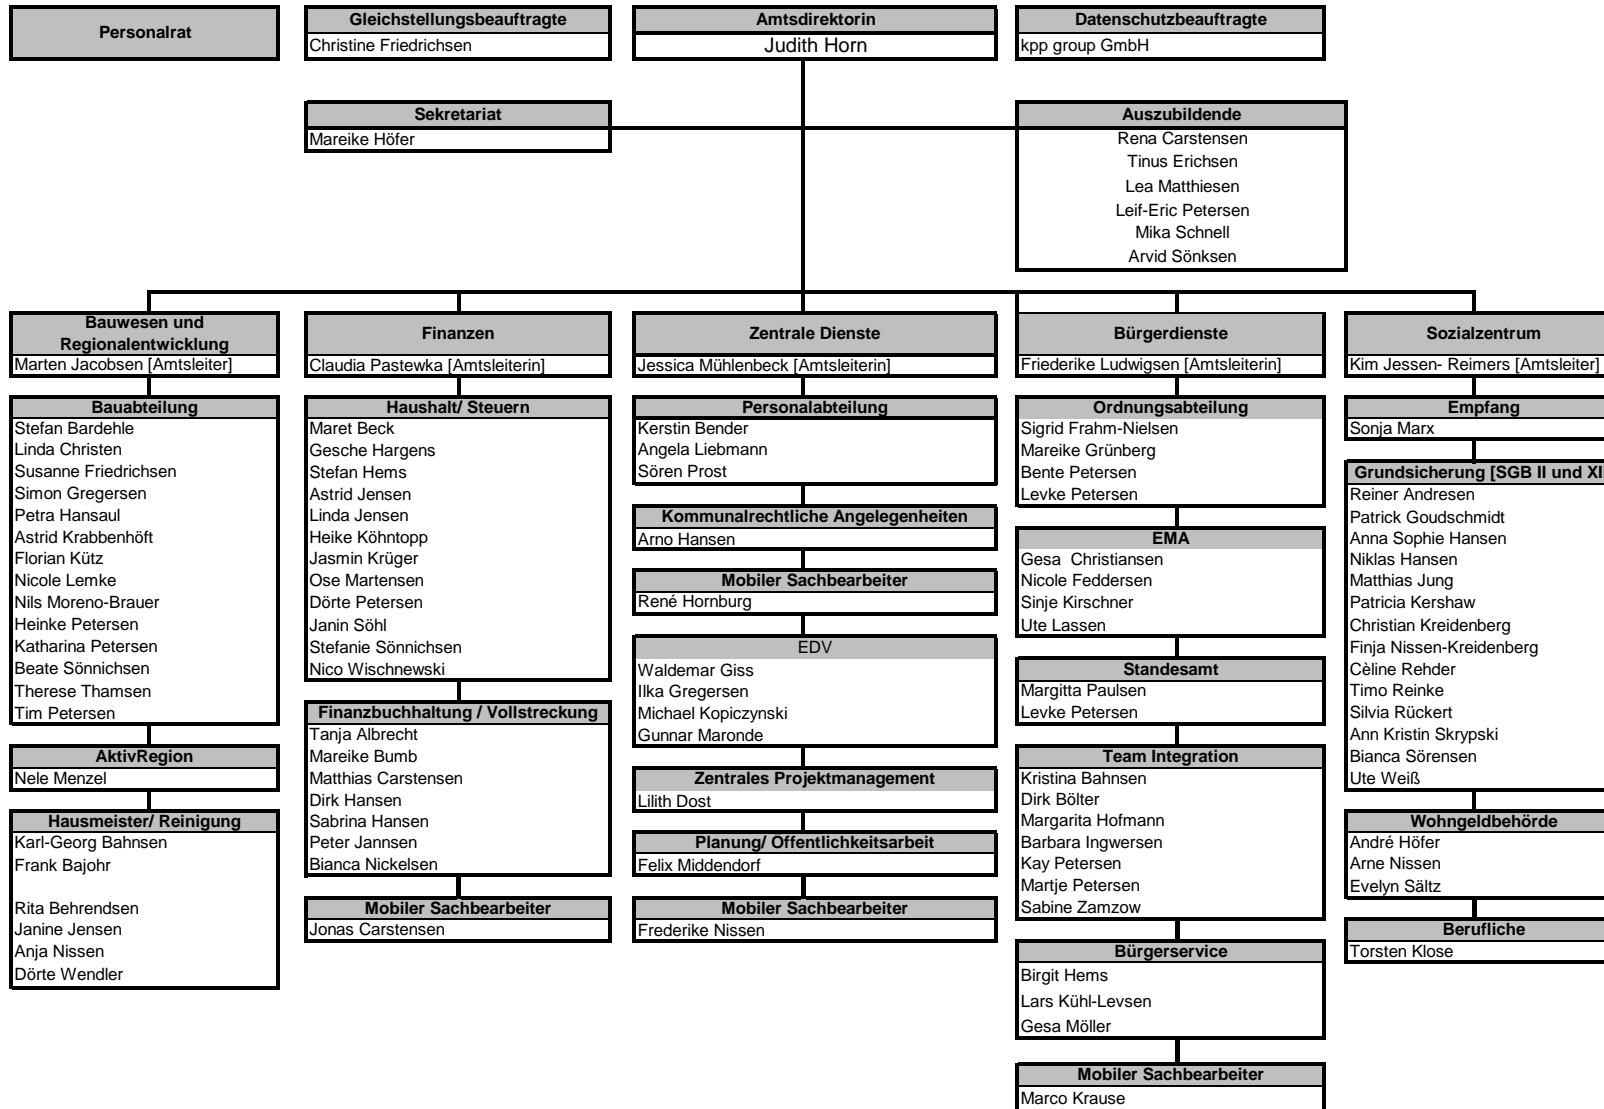 Personalrat
Gleichstellungsbeauftragte
Christine Friedrichsen
Amtsdirektorin
Judith Horn
Datenschutzbeauftragte
kpp group GmbH
Sekretariat
Mareike Höfer
Auszubildende
Rena Carstensen
Tinus Erichsen
Lea Matthiesen
Leif-Eric Petersen
Mika Schnell
Arvid Sönksen
Bauwesen und
Regionalentwicklung
Marten Jacobsen [Amtsleiter]
Bauabteilung
Stefan Bardehle
Linda Christen
Susanne Friedrichsen
Simon Gregersen
Petra Hansaul
Astrid Krabbenhöft
Florian Kütz
Nicole Lemke
Nils Moreno-Brauer
Heinke Petersen
Katharina Petersen
Beate Sönnichsen
Therese Thamsen
Tim Petersen
AktivRegion
Nele Menzel
Hausmeister/ Reinigung
Karl-Georg Bahnsen
Frank Bajohr
Rita Behrendsen
Janine Jensen
Anja Nissen
Dörte Wendler
Finanzen
Claudia Pastewka [Amtsleiterin]
Haushalt/ Steuern
Maret Beck
Gesche Hargens
Stefan Hems
Astrid Jensen
Linda Jensen
Heike Köhntopp
Jasmin Krüger
Ose Martensen
Dörte Petersen
Janin Söhl
Stefanie Sönnichsen
Nico Wischnewski
Finanzbuchhaltung / Vollstreckung
Tanja Albrecht
Mareike Bumb
Matthias Carstensen
Dirk Hansen
Sabrina Hansen
Peter Jannsen
Bianca Nickelsen
Mobiler Sachbearbeiter
Jonas Carstensen
Zentrale Dienste
Jessica Mühlenbeck [Amtsleiterin]
Personalabteilung
Kerstin Bender
Angela Liebmann
Sören Prost
Kommunalrechtliche Angelegenheiten
Arno Hansen
Mobiler Sachbearbeiter
René Hornburg
EDV
Waldemar Giss
Ilka Gregersen
Michael Kopiczynski
Gunnar Maronde
Zentrales Projektmanagement
Lilith Dost
Planung/ Öffentlichkeitsarbeit
Felix Middendorf
Mobiler Sachbearbeiter
Frederike Nissen
Bürgerdienste
Friederike Ludwigsen [Amtsleiterin]
Ordnungsabteilung
Sigrid Frahm-Nielsen
Mareike Grünberg
Bente Petersen
Levke Petersen
EMA
Gesa  Christiansen
Nicole Feddersen
Sinje Kirschner
Ute Lassen
Standesamt
Margitta Paulsen
Levke Petersen
Team Integration
Kristina Bahnsen
Dirk Bölter
Margarita Hofmann
Barbara Ingwersen
Kay Petersen
Martje Petersen
Sabine Zamzow
Bürgerservice
Birgit Hems
Lars Kühl-Levsen
Gesa Möller
Mobiler Sachbearbeiter
Marco Krause
Sozialzentrum
Kim Jessen- Reimers [Amtsleiter]
Empfang
Sonja Marx
Grundsicherung [SGB II und XI
Reiner Andresen
Patrick Goudschmidt
Anna Sophie Hansen
Niklas Hansen
Matthias Jung
Patricia Kershaw
Christian Kreidenberg
Finja Nissen-Kreidenberg
Cèline Rehder
Timo Reinke
Silvia Rückert
Ann Kristin Skrypski
Bianca Sörensen
Ute Weiß
Wohngeldbehörde
André Höfer
Arne Nissen
Evelyn Sältz
Berufliche
Torsten Klose